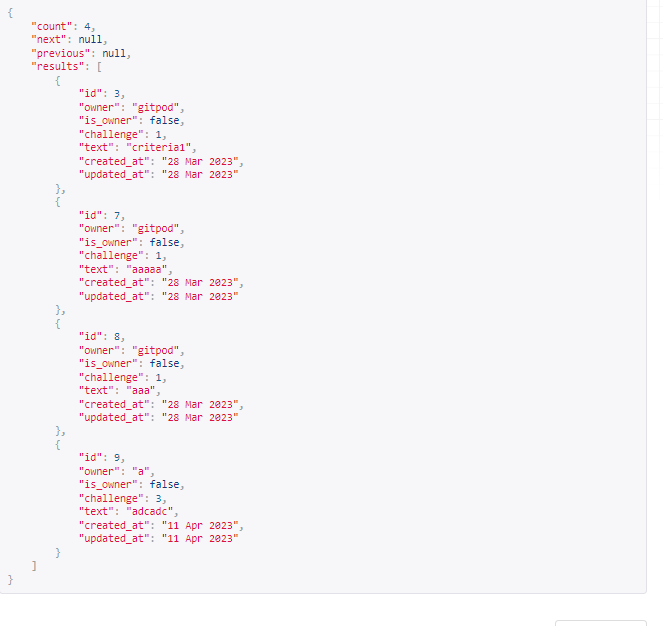 {
    "count": 4,
    "next": null,
    "previous": null,
    "results": [
        {
            "id": 3,
            "owner": "gitpod",
            "is_owner": false,
            "challenge": 1,
            "text": "criteria1",
            "created_at": "28 Mar 2023",
            "updated_at": "28 Mar 2023"
        },
        {
            "id": 7,
            "owner": "gitpod",
            "is_owner": false,
            "challenge": 1,
            "text": "aaaaa",
            "created_at": "28 Mar 2023",
            "updated_at": "28 Mar 2023"
        },
        {
            "id": 8,
            "owner": "gitpod",
            "is_owner": false,
            "challenge": 1,
            "text": "aaa",
            "created_at": "28 Mar 2023",
            "updated_at": "28 Mar 2023"
        },
        {
            "id": 9,
            "owner": "a",
            "is_owner": false,
            "challenge": 3,
            "text": "adcadc",
            "created_at": "11 Apr 2023",
            "updated_at": "11 Apr 2023"
        }
    ]
}